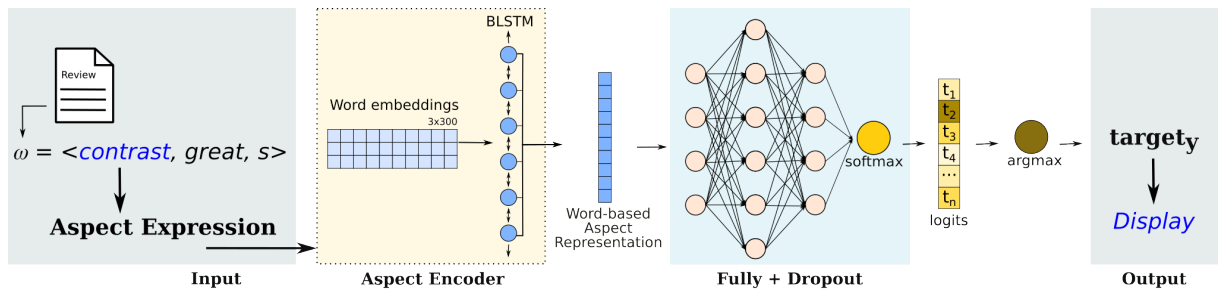 Review
ω = <contrast, great, s>
Aspect Expression
Input
BLSTM
Word embeddings
3x300
Aspect Encoder
Word-based
Aspect
Representation
softmax
Fully + Dropout
t1
t2
t3
t4
...
tn
logits
argmax
targety
Display
Output